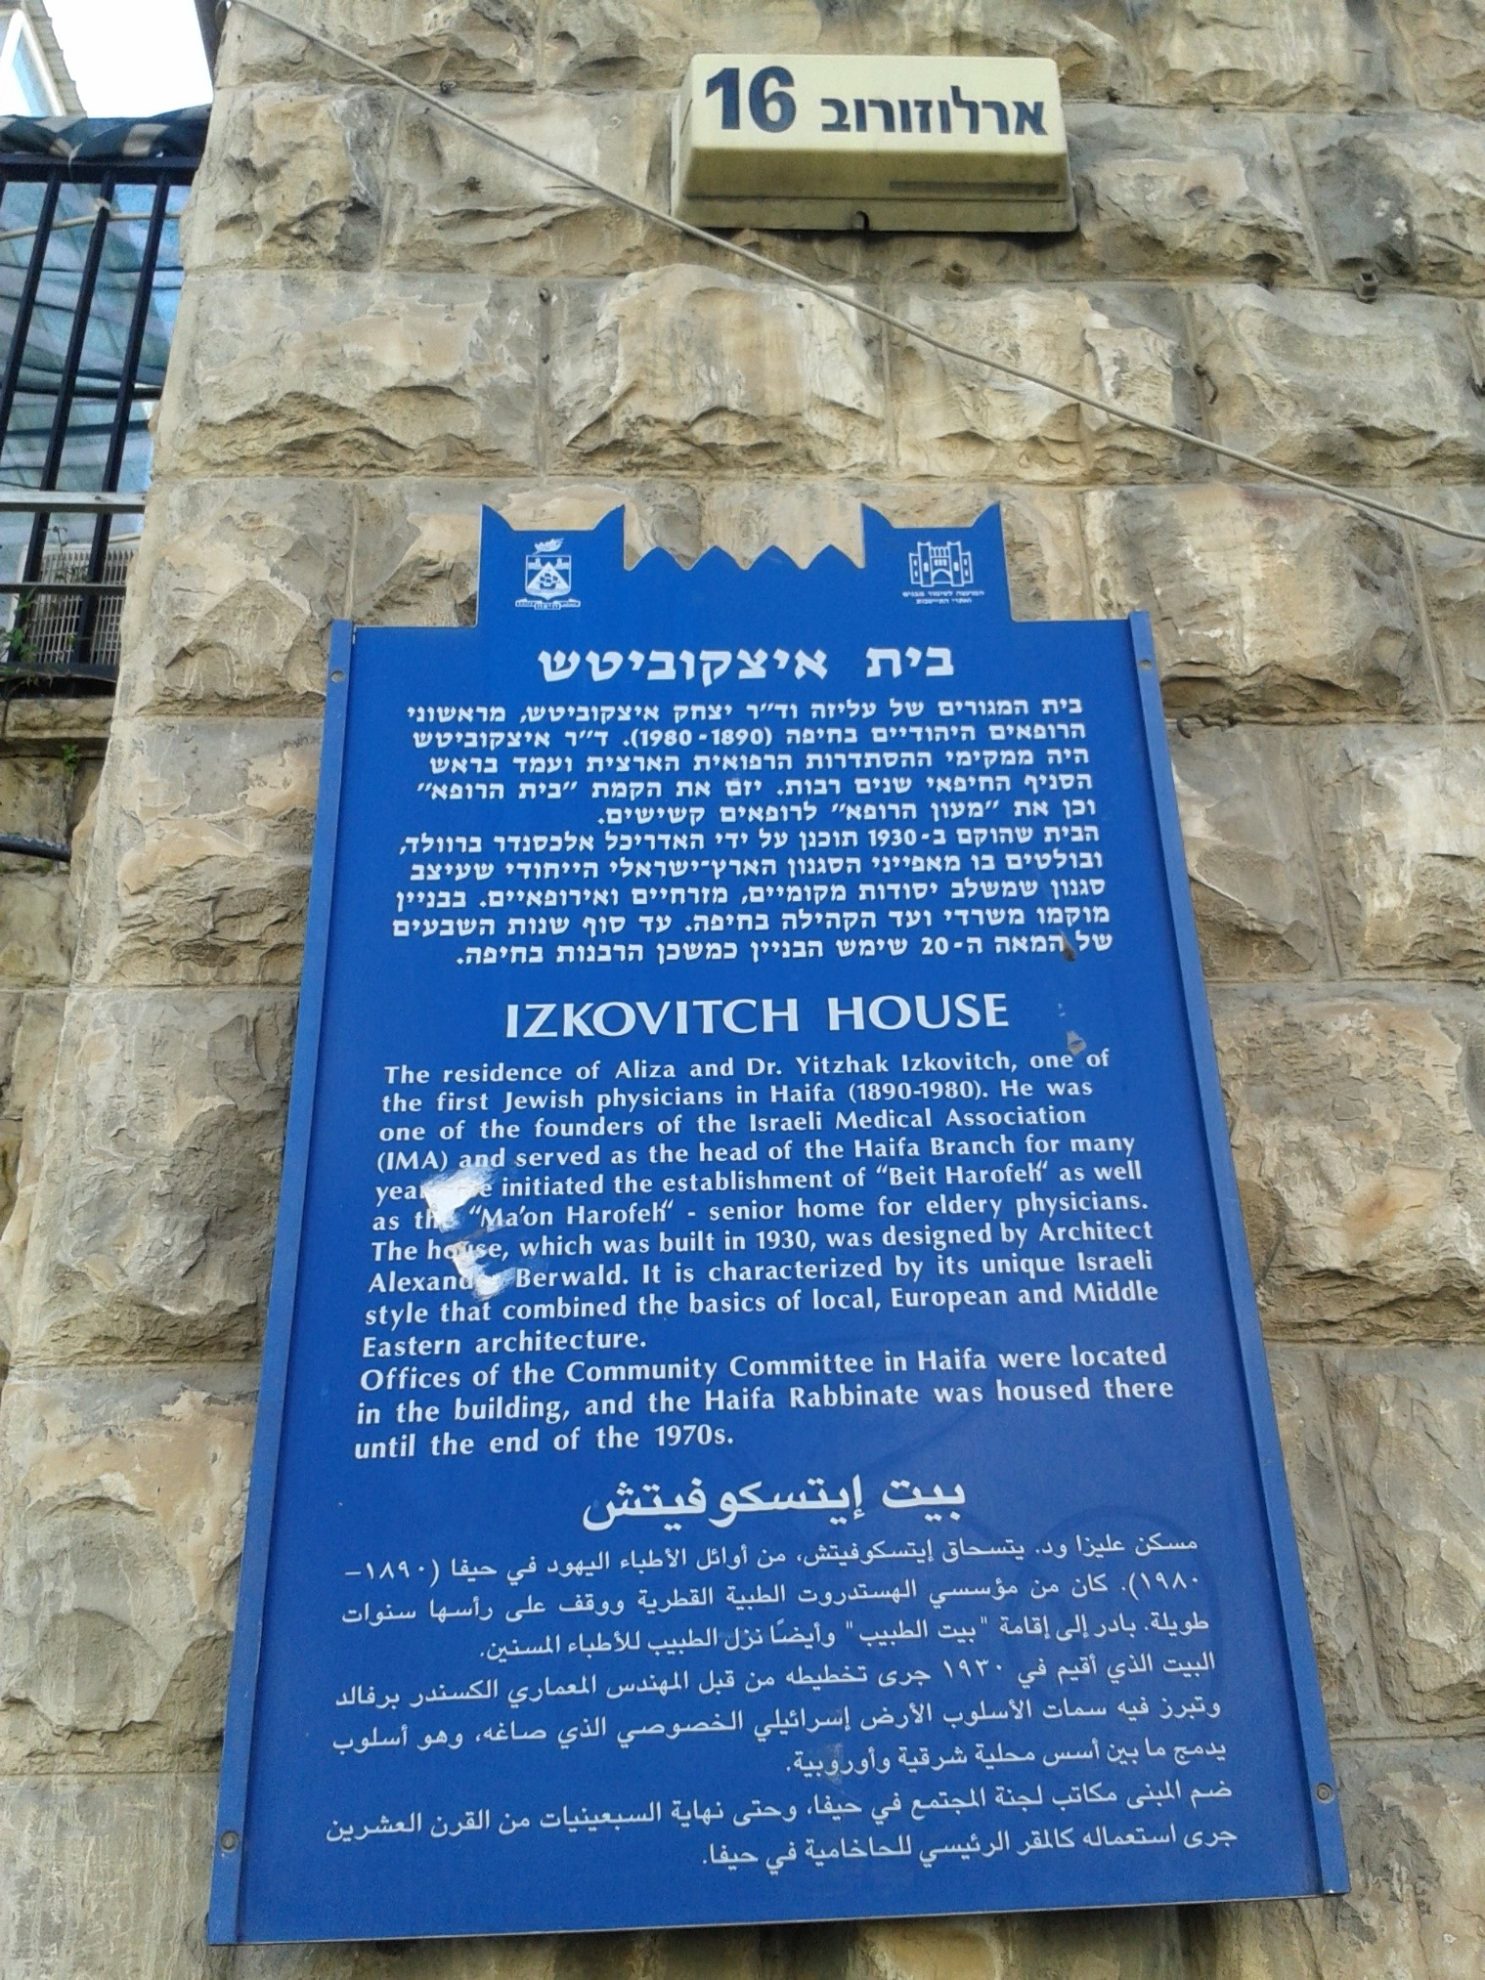 ארלוזורוב 16
המועצה לשימור מבנים
ואתרי התיישבות
בית איצקוביטש
בית המגורים של עליזה וד״ר יצחק איצקוביטש, מראשוני
הרופאים היהודיים בחיפה (1890-1980). ד״ר איצקוביטש
היה ממקימי ההסתדרות הרפואית הארצית ועמד בראש
הסניף החיפאי שנים רבות. יזם את הקמת ״בית הרופא״
וכן את ״מעון הרופא״ לרופאים קשישים.
הבית שהוקם ב-1930 תוכנן על ידי האדריכל אלכסנדר ברוולד,
ובולטים בו מאפייני הסגנון הארץ־ישראלי הייחודי שעיצב
סגנון שמשלב יסודות מקומיים, מזרחיים ואירופאיים. בבניין
מוקמו משרדי ועד הקהילה בחיפה. עד סוף שנות השבעים
של המאה ה-20 שימש הבניין כמשכן הרבנות בחיפה.
IZKOVITCH HOUSE
The residence of Aliza and Dr. Yitzhak Izkovitch, one of
the first Jewish physicians in Haifa (1890-1980). He was
one of the founders of the Israeli Medical Association
(IMA) and served as the head of the Haifa Branch for many
initiated the establishment of “Beit Harofeh“ as well
as the “Ma’on Harofeh“ - senior home for eldery physicians.
The house, which was built in 1930, was designed by Architect
Alexander Berwald. It is characterized by its unique Israeli
style that combined the basics of local, European and Middle
Eastern architecture.
Offices of the Community Committee in Haifa were located
in the building, and the Haifa Rabbinate was housed there
until the end of the 1970s.
بيت إيتسكوفيتش
مسكن عليزا ود. يتسحاق إيتسكوفيتش، من أوائل الأطباء اليهود في حيفا (١٨٩٠-
١٩٨٠). كان من مؤسسي الهستدروت الطبية القطرية ووقف على رأسها سنوات
طويلة. بادر إلى إقامة "بيت الطبيب" وأيضًا نزل الطبيب للأطباء المسنين.
البيت الذي أقيم في ١٩٣٠ جرى تخطيطه من قبل المهندس المعماري الكسندر برفالد
وتبرز فيه سمات الأسلوب الأرض إسرائيلي الخصوصي الذي صاغه، وهو أسلوب
يدمج ما بين أسس محلية شرقية وأوروبية.
ضم المبنى مكاتب لجنة المجتمع في حيفا، وحتى نهاية السبعينيات من القرن العشرين
جرى استعماله كالمقر الرئيسي للحاخامية في حيفا.